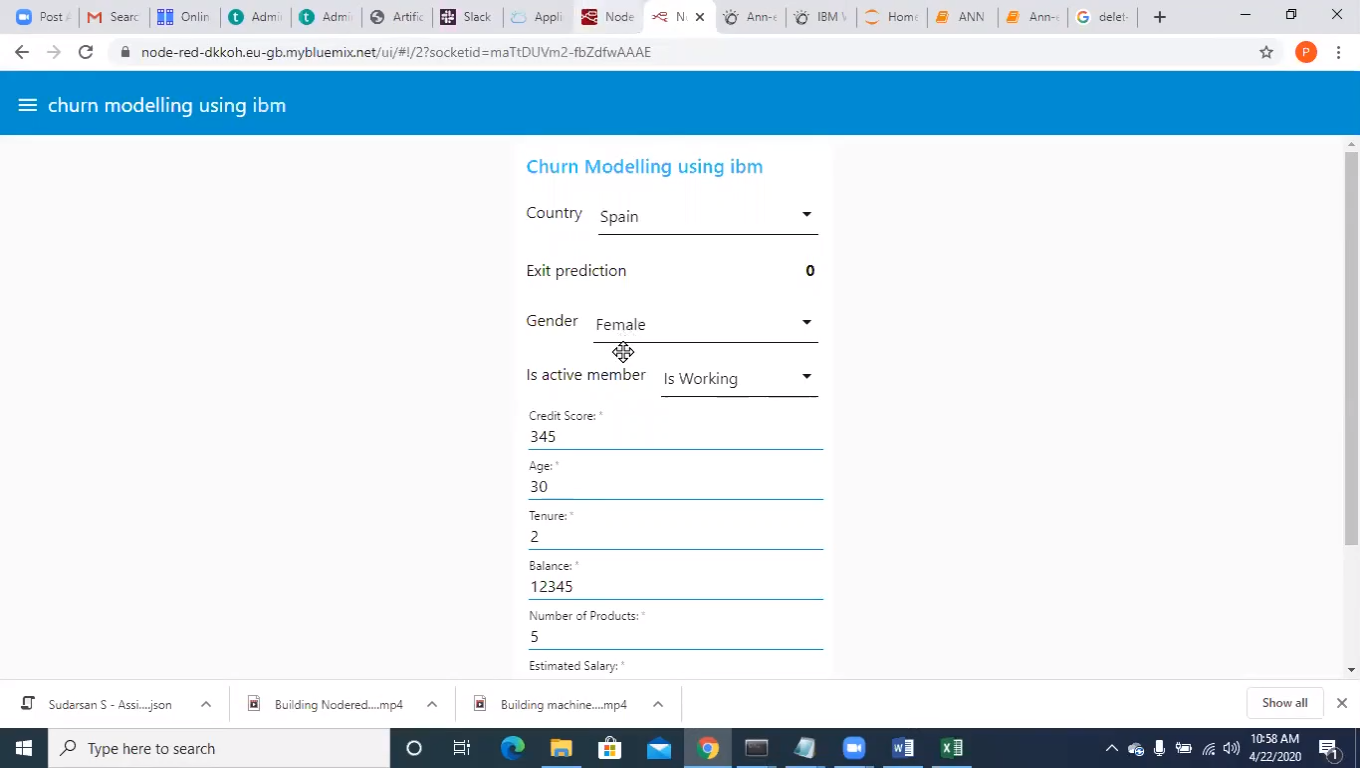 Post A
Searc
Onlin
Admi
Admi
Artific
Slack
Appli
Node
No
Ann-e
IBM W
Home
ANN
Ann-e
delet
node-red-dkkoh.eu-gb.mybluemix.net/ui/#!/2?socketid=maTtDUVm2-fbZdfwAAAE
P
churn modelling using ibm
Churn Modelling using ibm
Country Spain
Exit prediction 0
Gender Female
Is active member Is Working
Credit Score: *
345
Age: *
30
Tenure: *
2
Balance: *
12345
Number of Products: *
5
Estimated Salary: *
Sudarsan S - Assi....json
Building Nodered....mp4
Building machine....mp4
Show all
Type here to search
10:58 AM
4/22/2020
1